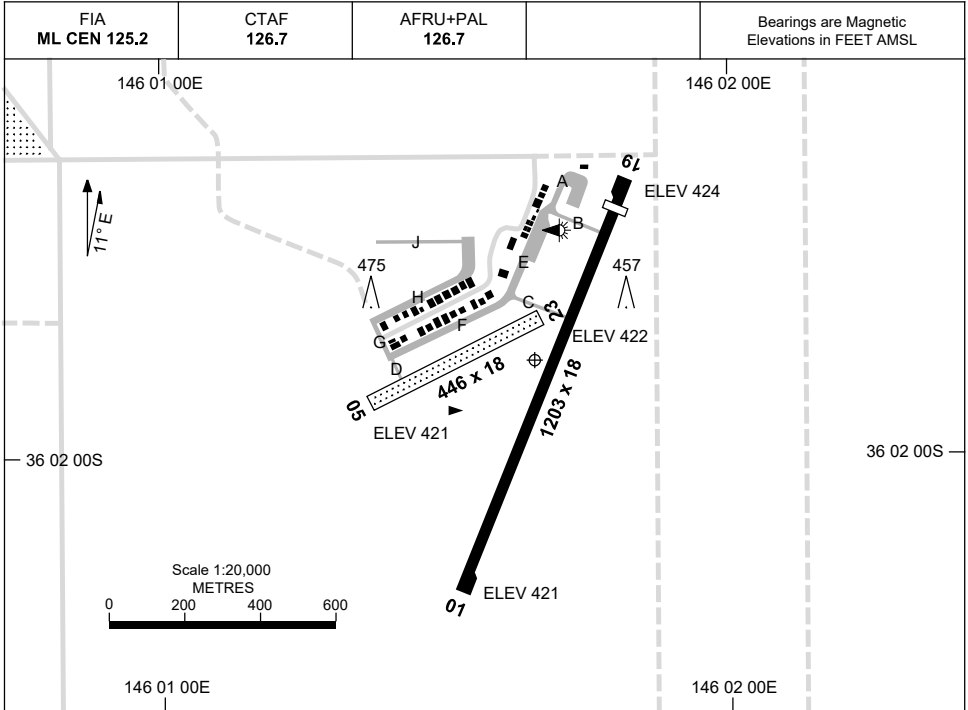 FIA
ML CEN 125.2
CTAF
126.7
AFRU+PAL
126.7
Bearings are Magnetic
Elevations in FEET AMSL
146 01 00E
146 02 00E
19
ELEV 424
A
B
11° E
J
E
475
457
H
C
23
F
ELEV 422
G
D
446 x 18
1203 x 18
05
ELEV 421
36 02 00S
36 02 00S
Scale 1:20,000
METRES
0 200 400 600
01
ELEV 421
146 01 00E
146 02 00E